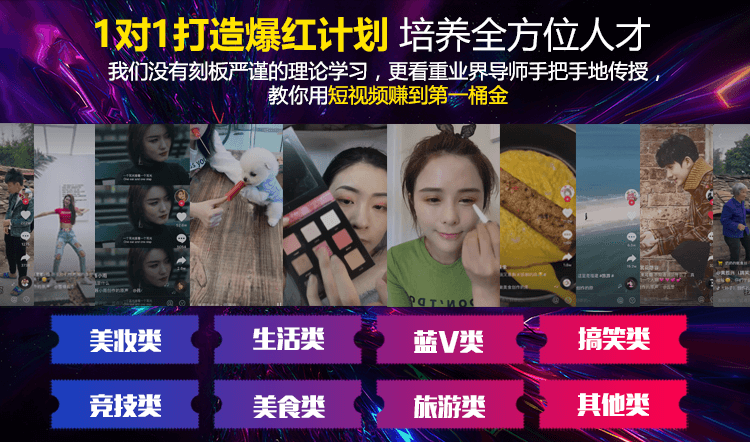 1对1打造爆红计划 培养全方位人才
我们没有刻板严谨的理论学习，更看重业界导师手把手地传授，
教你用短视频赚到第一桶金
PON'T DO
美妆类
生活类
蓝V类
搞笑类
竞技类
美食类
旅游类
其他类